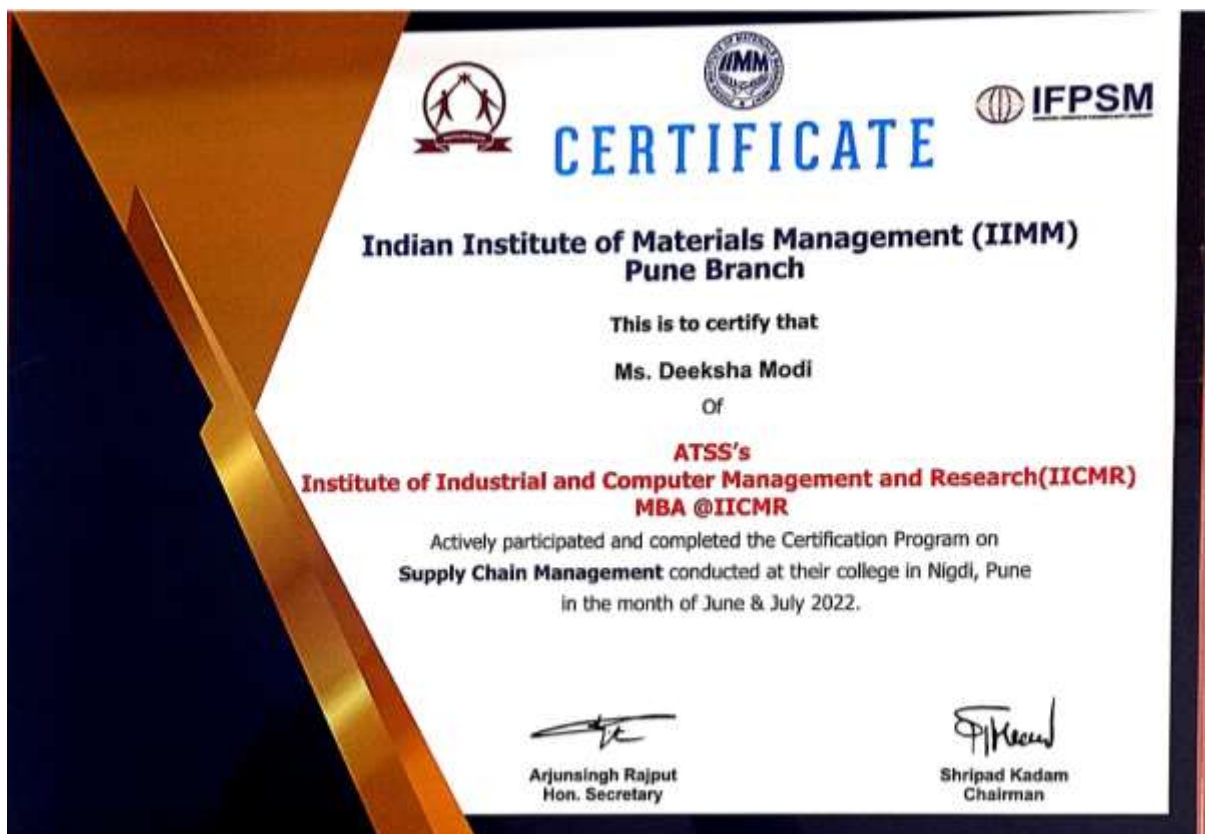 IIMM
IFPSM
CERTIFICATE
Indian Institute of Materials Management (IIMM)
Pune Branch
This is to certify that
Ms. Deeksha Modi
Of
ATSS's
Institute of Industrial and Computer Management and Research(IICMR)
MBA @IICMR
Actively participated and completed the Certification Program on
Supply Chain Management conducted at their college in Nigdi, Pune
in the month of June & July 2022.
Arjunsingh Rajput
Hon. Secretary
Shripad Kadam
Chairman